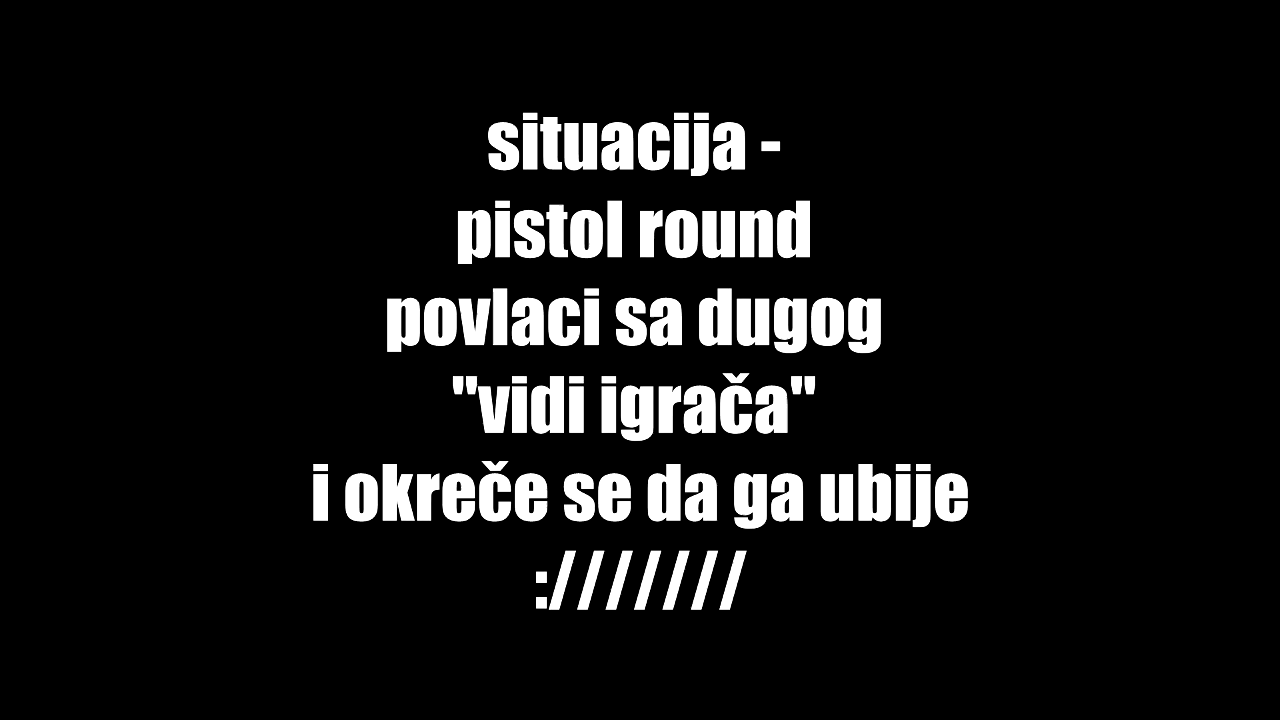 situacija -
pistol round
povlaci sa dugog
"vidi igrača"
i okreče se da ga ubije
:///////